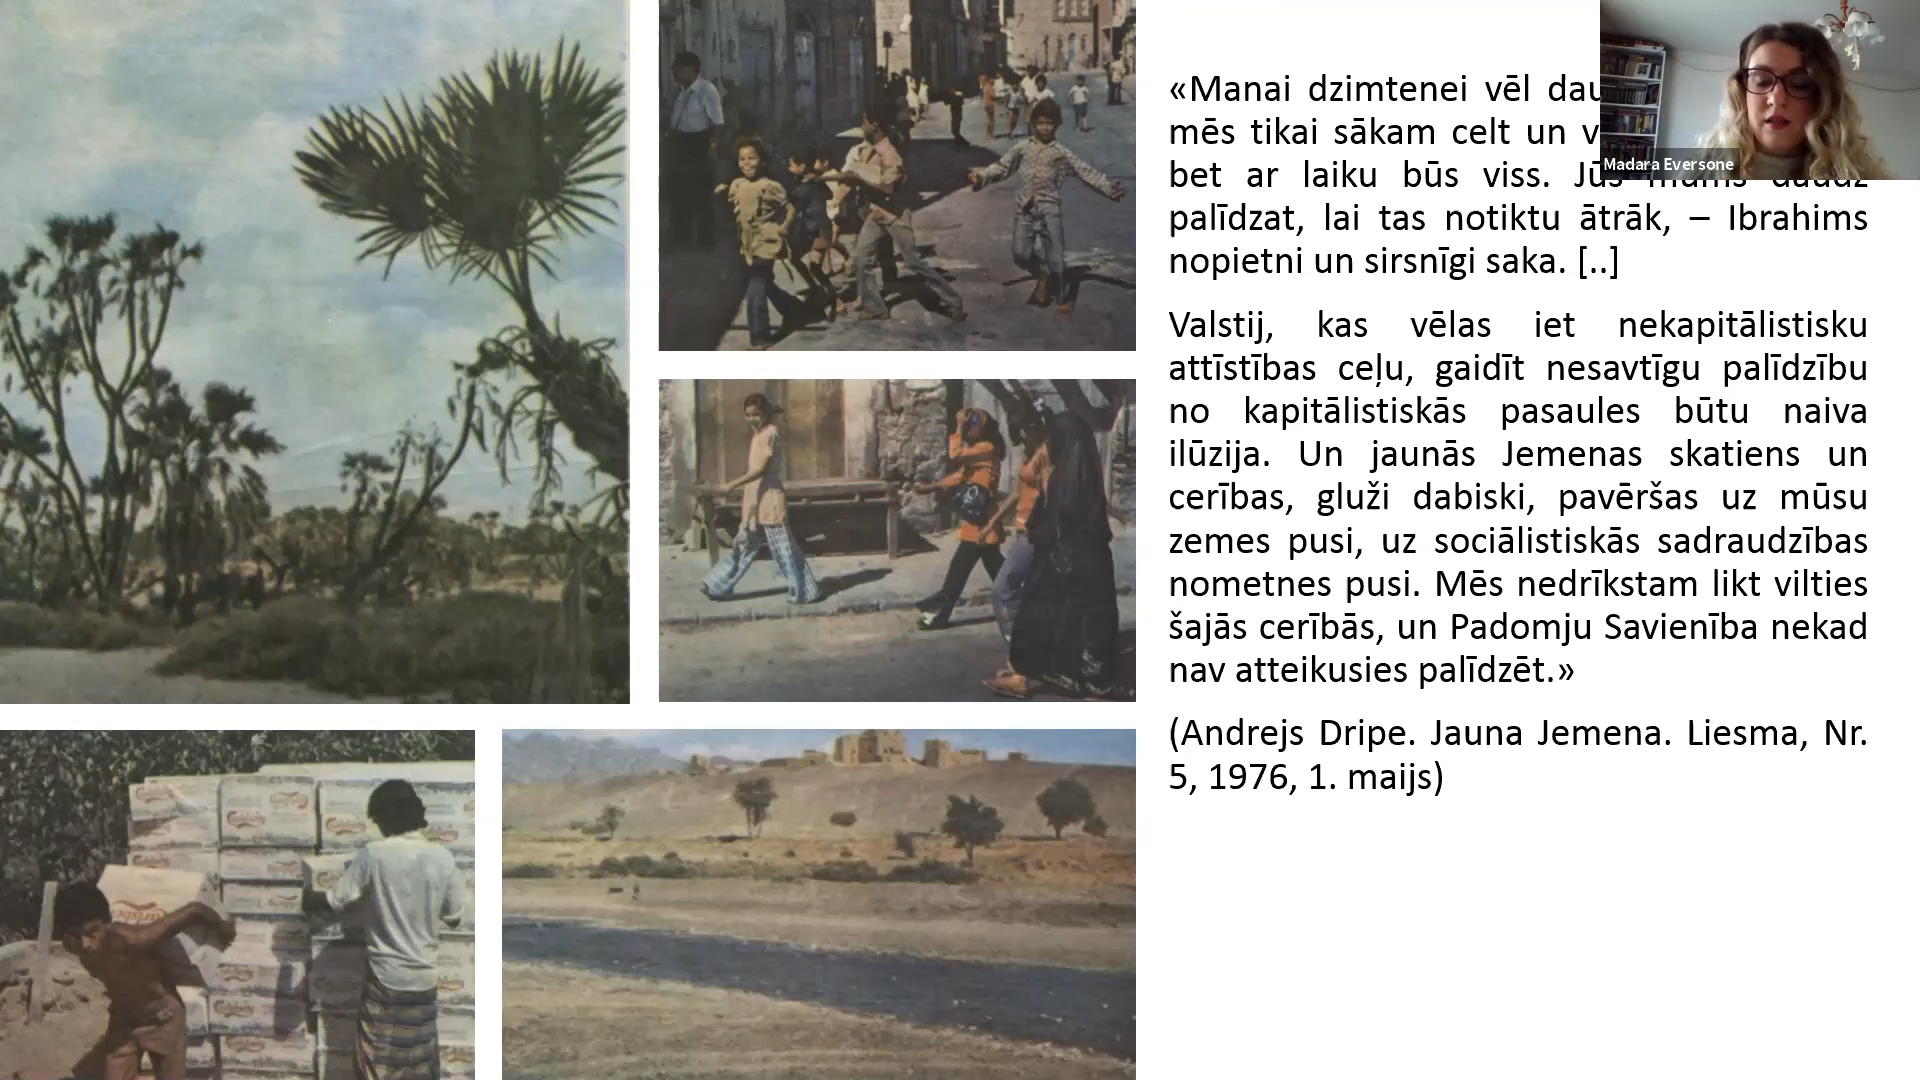 «Manai dzimtenei vēl
mēs tikai sākam celt un
bet ar laiku būs viss. Jūs mums daudz
palīdzat, lai tas notiktu ātrāk, – Ibrahims
nopietni un sirsnīgi saka. [..]
Valstij, kas vēlas iet nekapitālistisku
attīstības ceļu, gaidīt nesavtīgu palīdzību
no kapitālistiskās pasaules būtu naiva
ilūzija. Un jaunās Jemenas skatiens un
cerības, gluži dabiski, pavēršas uz mūsu
zemes pusi, uz sociālistiskās sadraudzības
nometnes pusi. Mēs nedrīkstam likt vilties
šajās cerībās, un Padomju Savienība nekad
nav atteikusies palīdzēt.»
(Andrejs Dripe. Jauna Jemena. Liesma, Nr.
5, 1976, 1. maijs)
Madara Eversone
Carlsberg